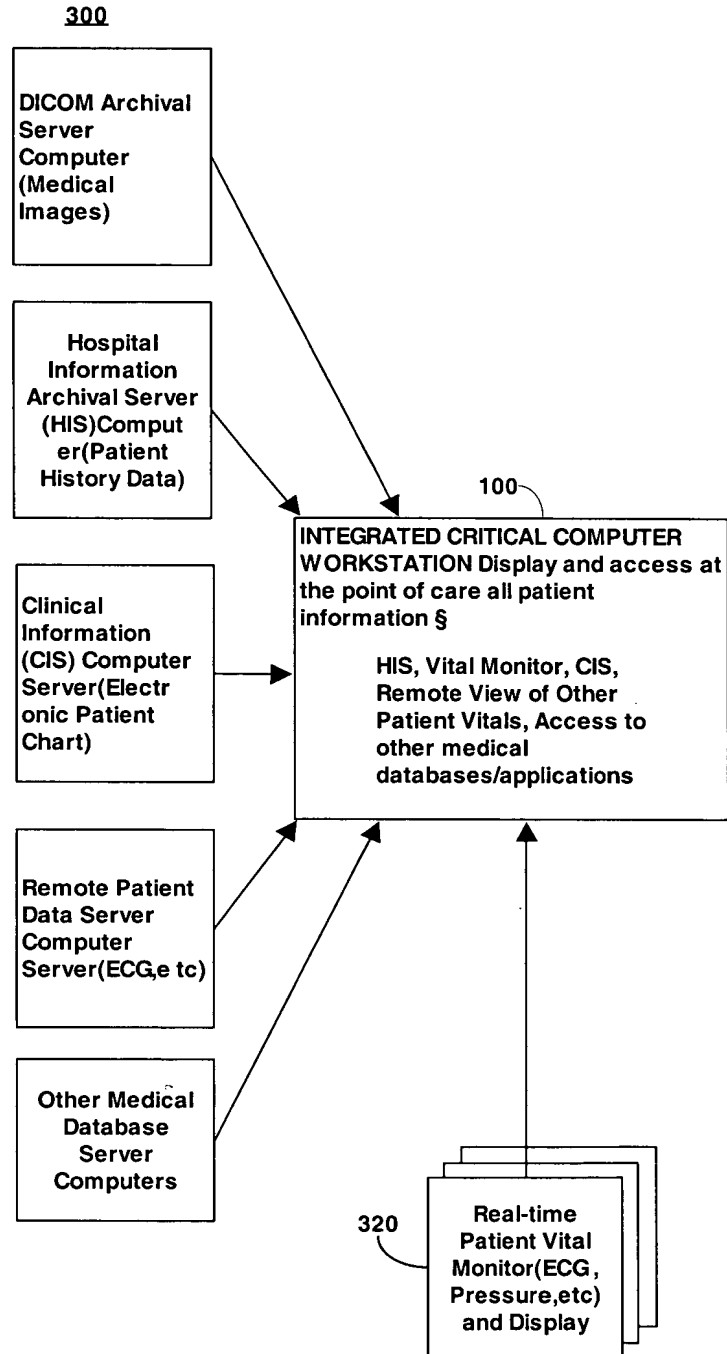 300
DICOM Archival
Server
Computer
(Medical
Images)
Hospital
Information
Archival Server
(HIS)Comput
er(Patient
History Data)
100
INTEGRATED CRITICAL COMPUTER
WORKSTATION Display and access at
the point of care all patient
information §
HIS, Vital Monitor, CIS,
Remote View of Other
Patient Vitals, Access to
other medical
databases/applications
Clinical
Information
(CIS) Computer
Server(Electr
onic Patient
Chart)
Remote Patient
Data Server
Computer
Server(ECG,e tc)
Other Medical
Database
Server
Computers
320
Real-time
Patient Vital
Monitor(ECG,
Pressure,etc)
and Display